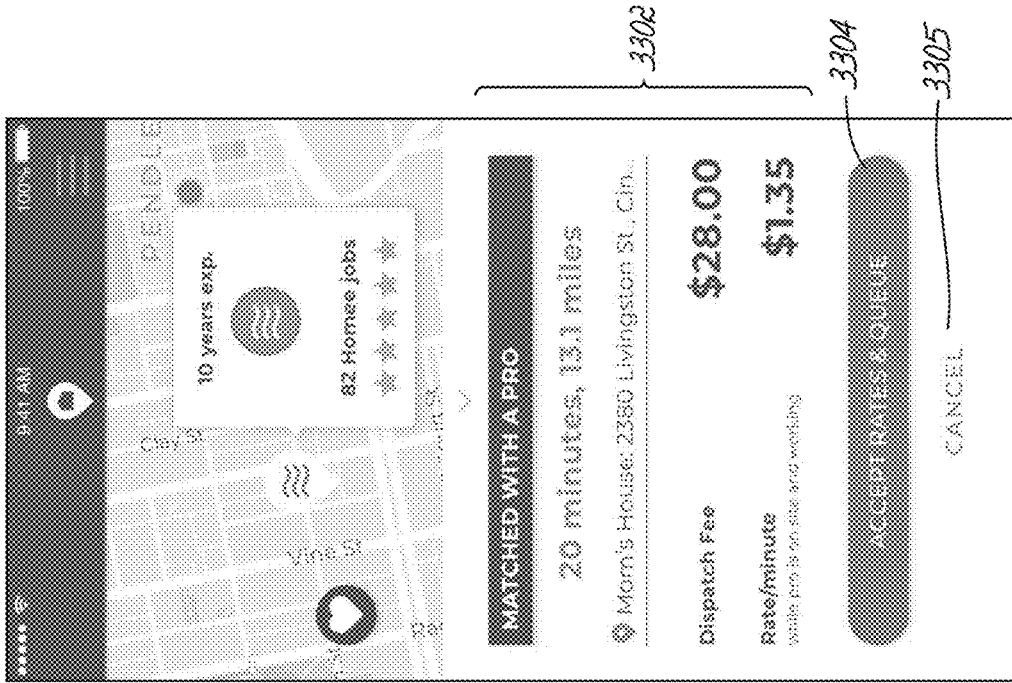 9:41 AM
100%
PENDLE
10 years exp.
82 Homee jobs
Clay St
Vine St
MATCHED WITH A PRO
20 minutes, 13.1 miles
Mom's House: 2380 Livingston St., Cin...
Dispatch Fee $28.00
Rate/minute $1.35
while pro is on site and working
ACCEPT RATES & QUEUE
CANCEL
3302
3304
3305